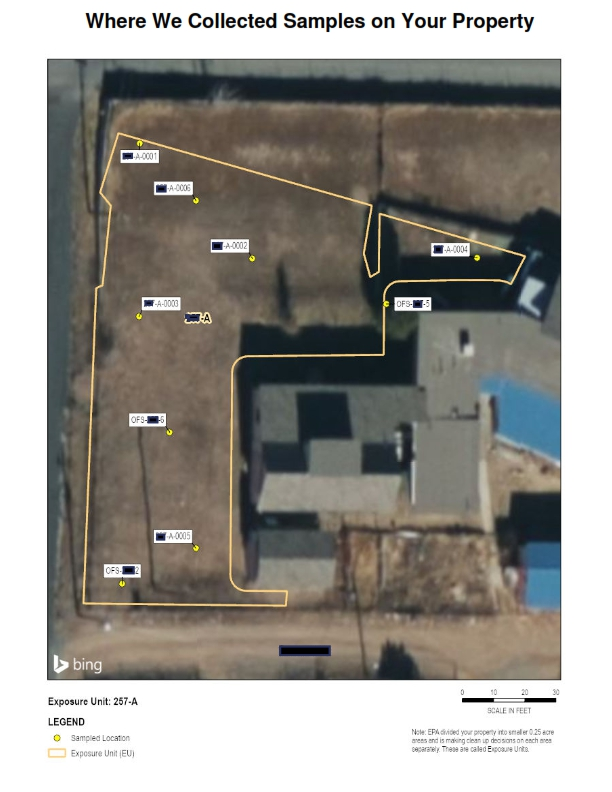 Where We Collected Samples on Your Property
-A-0001
-A-0006
-A-0002
-A-0004
-A-0003
OFS- -5
-A
OFS- -6
-A-0005
OFS- 2
bing
Exposure Unit: 257-A
0 10 20 30
SCALE IN FEET
LEGEND
Sampled Location
Exposure Unit (EU)
Note: EPA divided your property into smaller 0.25 acre
areas and is making clean up decisions on each area
separately. These are called Exposure Units.